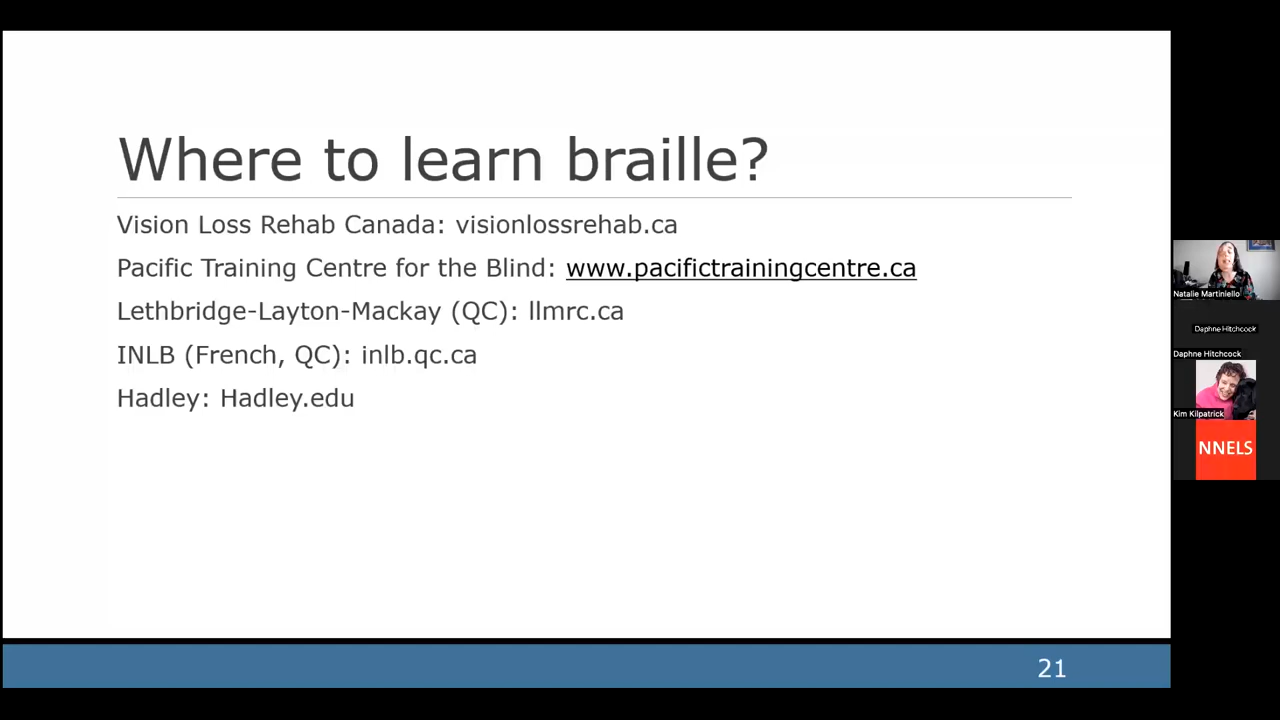 Where to learn braille?
Vision Loss Rehab Canada: visionlossrehab.ca
Pacific Training Centre for the Blind: www.pacifictrainingcentre.ca
Lethbridge-Layton-Mackay (QC): llmrc.ca
INLB (French, QC): inlb.qc.ca
Hadley: Hadley.edu
21
Natalie Martiniello
Daphne Hitchcock
Daphne Hitchcock
Kim Kilpatrick
NNELS